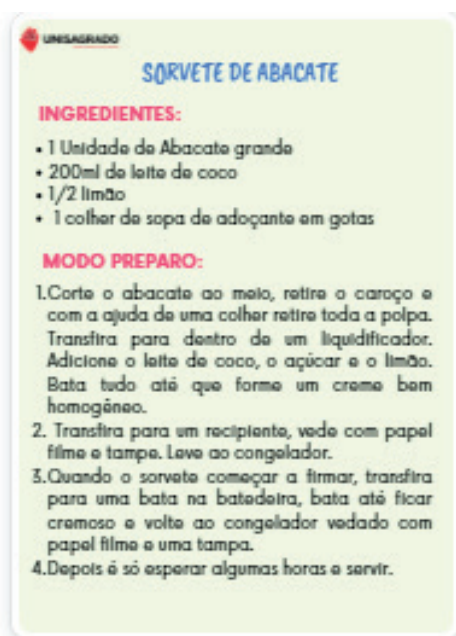 UNISAGRADO
SORVETE DE ABACATE
INGREDIENTES:
• 1 Unidade de Abacate grande
• 200ml de leite de coco
• 1/2 limão
• 1 colher de sopa de adoçante em gotas
MODO PREPARO:
1.Corte o abacate ao meio, retire o caroço e
com a ajuda de uma colher retire toda a polpa.
Transfira para dentro de um liquidificador.
Adicione o leite de coco, o açúcar e o limão.
Bata tudo até que forme um creme bem
homogêneo.
2. Transfira para um recipiente, vede com papel
filme e tampe. Leve ao congelador.
3.Quando o sorvete começar a firmar, transfira
para uma bata na batedeira, bata até ficar
cremoso e volte ao congelador vedado com
papel filme e uma tampa.
4.Depois é só esperar algumas horas e servir.